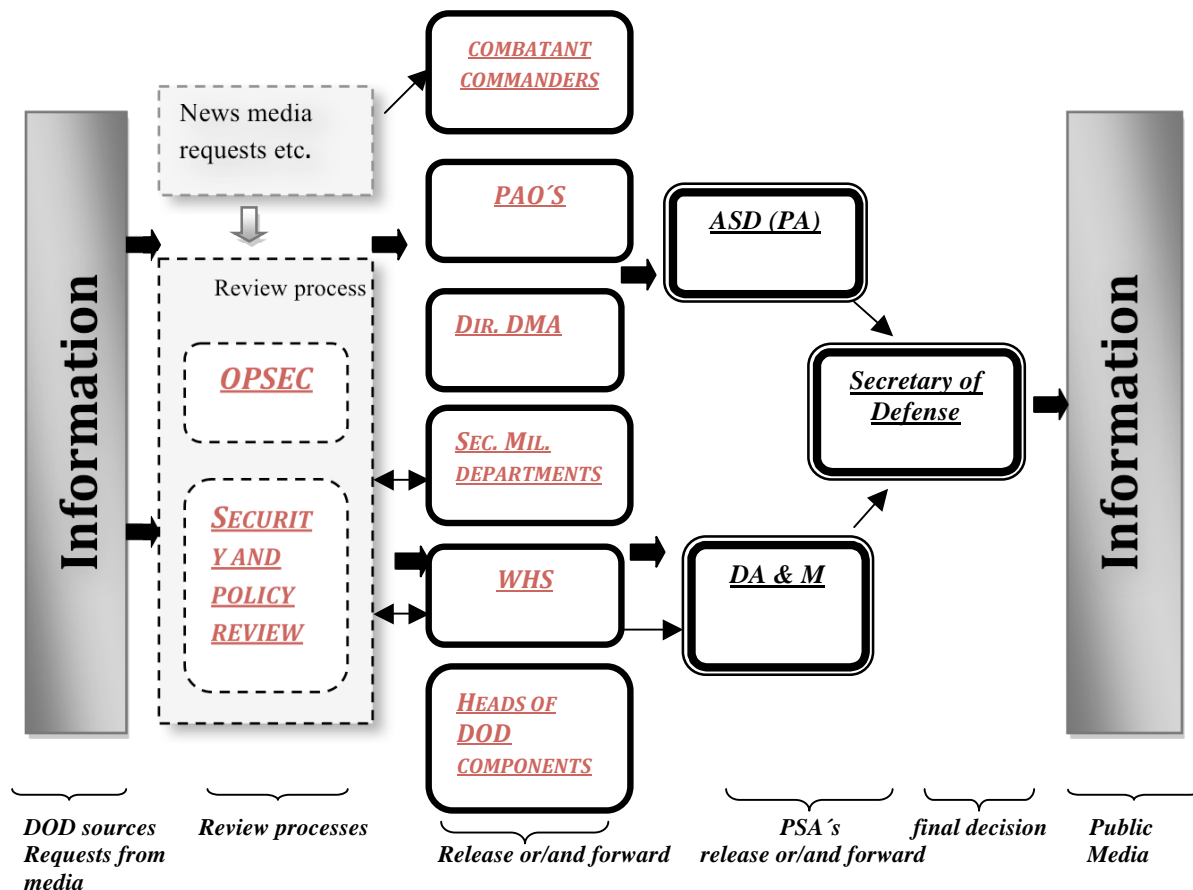 Information
News media
requests etc.
Review process
OPSEC
SECURIT
Y AND
POLICY
REVIEW
COMBATANT
COMMANDERS
PAO´S
DIR. DMA
SEC. MIL.
DEPARTMENTS
WHS
HEADS OF
DOD
COMPONENTS
ASD (PA)
Secretary of
Defense
DA & M
Information
DOD sources
Requests from
media
Review processes
Release or/and forward
PSA´s
release or/and forward
final decision
Public
Media